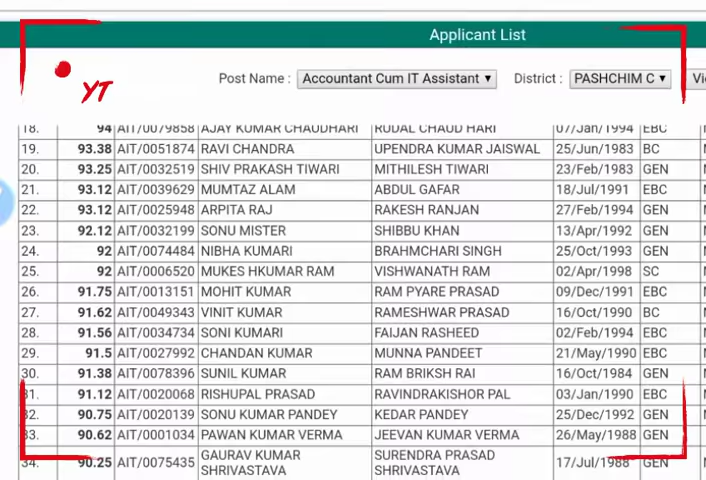 Applicant List
YT
Post Name : Accountant Cum IT Assistant District : PASHCHIM C
18. 94 AIT/0079858 AJAY KUMAR CHAUDHARI RUDAL CHAUD HARI 07/Jan/1994 EBC
19. 93.38 AIT/0051874 RAVI CHANDRA UPENDRA KUMAR JAISWAL 25/Jun/1983 BC
20. 93.25 AIT/0032519 SHIV PRAKASH TIWARI MITHILESH TIWARI 23/Feb/1983 GEN
21. 93.12 AIT/0039629 MUMTAZ ALAM ABDUL GAFAR 18/Jul/1991 EBC
22. 93.12 AIT/0025948 ARPITA RAJ RAKESH RANJAN 27/Feb/1994 GEN
23. 92.12 AIT/0032199 SONU MISTER SHIBBU KHAN 13/Apr/1992 GEN
24. 92 AIT/0074484 NIBHA KUMARI BRAHMCHARI SINGH 25/Oct/1993 GEN
25. 92 AIT/0006520 MUKES HKUMAR RAM VISHWANATH RAM 02/Apr/1998 SC
26. 91.75 AIT/0013151 MOHIT KUMAR RAM PYARE PRASAD 09/Dec/1991 EBC
27. 91.62 AIT/0049343 VINIT KUMAR RAMESHWAR PRASAD 16/Oct/1990 BC
28. 91.56 AIT/0034734 SONI KUMARI FAIJAN RASHEED 02/Feb/1994 EBC
29. 91.5 AIT/0027992 CHANDAN KUMAR MUNNA PANDEET 21/May/1990 EBC
30. 91.38 AIT/0078396 SUNIL KUMAR RAM BRIKSH RAI 16/Oct/1984 GEN
31. 91.12 AIT/0020068 RISHUPAL PRASAD RAVINDRAKISHOR PAL 03/Jan/1990 EBC
32. 90.75 AIT/0020139 SONU KUMAR PANDEY KEDAR PANDEY 25/Dec/1992 GEN
33. 90.62 AIT/0001034 PAWAN KUMAR VERMA JEEVAN KUMAR VERMA 26/May/1988 GEN
34. 90.25 AIT/0075435 GAURAV KUMAR SHRIVASTAVA SURENDRA PRASAD SHRIVASTAVA 17/Jul/1988 GEN